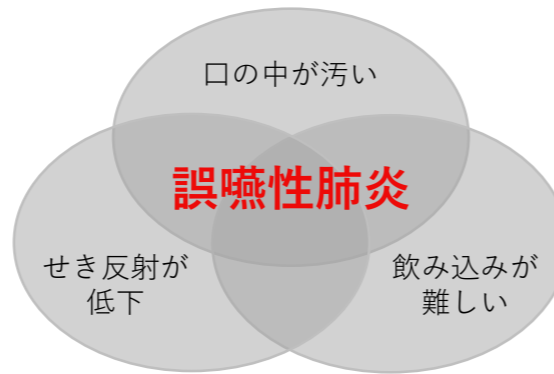 口の中が汚い
誤嚥性肺炎
せき反射が
低下
飲み込みが
難しい